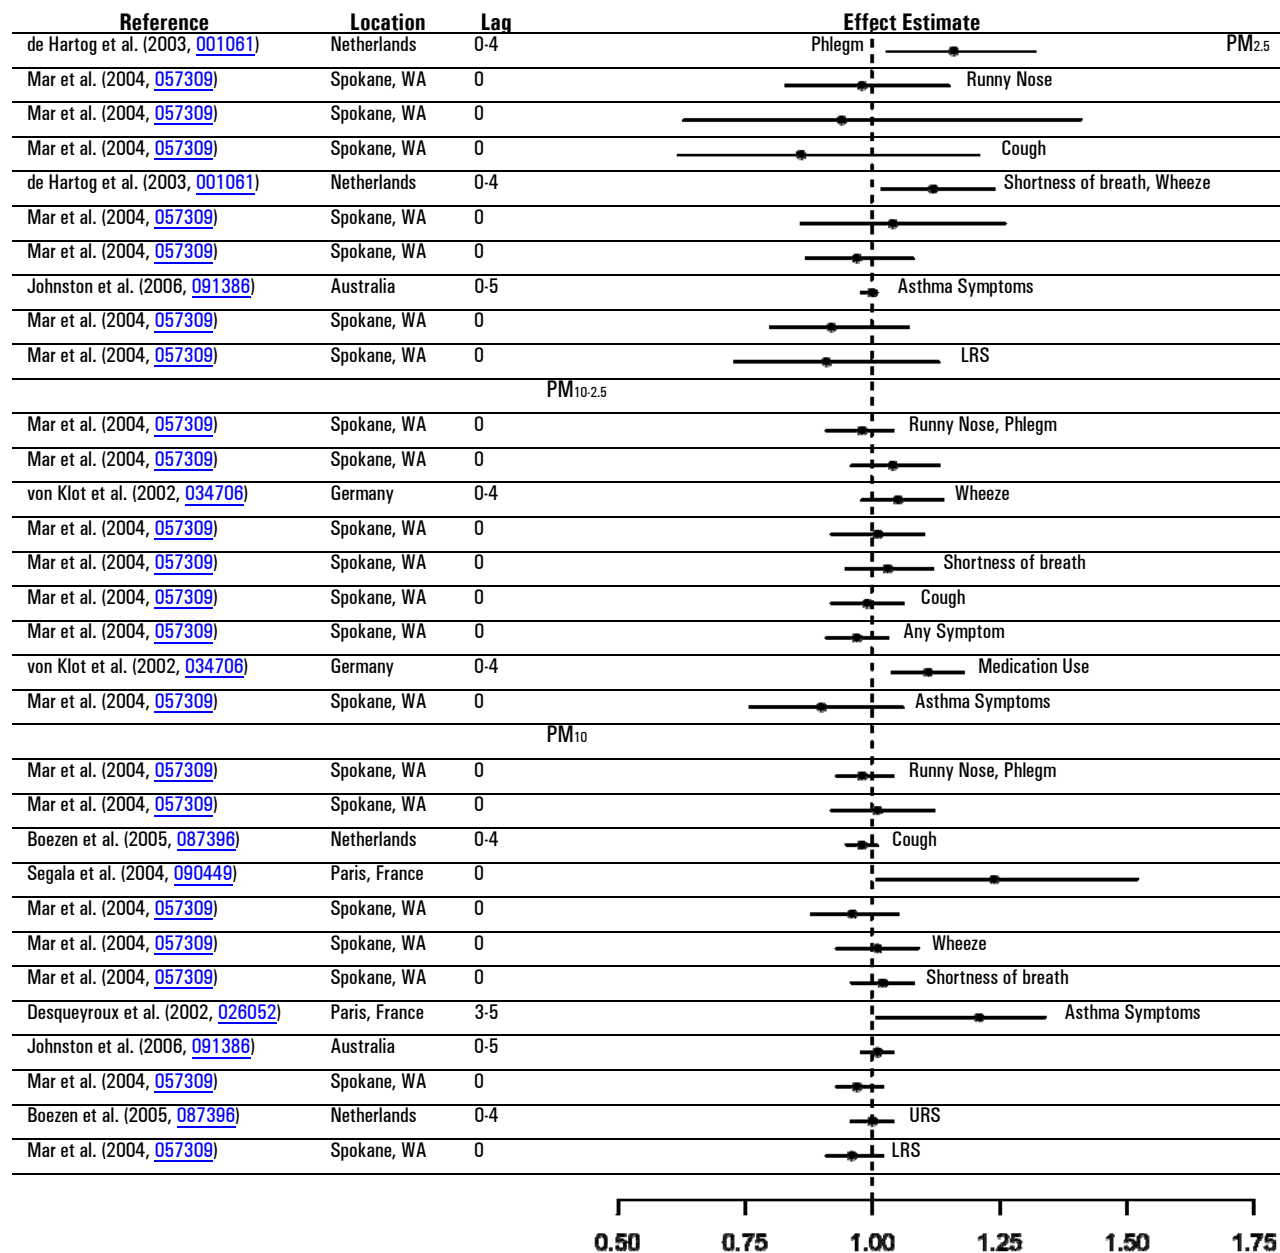 Reference Location Lag Effect Estimate
de Hartog et al. (2003, 001061) Netherlands 0-4 Phlegm PM2.5
Mar et al. (2004, 057309) Spokane, WA 0 Runny Nose
Mar et al. (2004, 057309) Spokane, WA 0
Mar et al. (2004, 057309) Spokane, WA 0 Cough
de Hartog et al. (2003, 001061) Netherlands 0-4 Shortness of breath, Wheeze
Mar et al. (2004, 057309) Spokane, WA 0
Mar et al. (2004, 057309) Spokane, WA 0
Johnston et al. (2006, 091386) Australia 0-5 Asthma Symptoms
Mar et al. (2004, 057309) Spokane, WA 0
Mar et al. (2004, 057309) Spokane, WA 0 LRS
PM10-2.5
Mar et al. (2004, 057309) Spokane, WA 0 Runny Nose, Phlegm
Mar et al. (2004, 057309) Spokane, WA 0
von Klot et al. (2002, 034706) Germany 0-4 Wheeze
Mar et al. (2004, 057309) Spokane, WA 0
Mar et al. (2004, 057309) Spokane, WA 0 Shortness of breath
Mar et al. (2004, 057309) Spokane, WA 0 Cough
Mar et al. (2004, 057309) Spokane, WA 0 Any Symptom
von Klot et al. (2002, 034706) Germany 0-4 Medication Use
Mar et al. (2004, 057309) Spokane, WA 0 Asthma Symptoms
PM10
Mar et al. (2004, 057309) Spokane, WA 0 Runny Nose, Phlegm
Mar et al. (2004, 057309) Spokane, WA 0
Boezen et al. (2005, 087396) Netherlands 0-4 Cough
Segala et al. (2004, 090449) Paris, France 0
Mar et al. (2004, 057309) Spokane, WA 0
Mar et al. (2004, 057309) Spokane, WA 0 Wheeze
Mar et al. (2004, 057309) Spokane, WA 0 Shortness of breath
Desqueyroux et al. (2002, 026052) Paris, France 3-5 Asthma Symptoms
Johnston et al. (2006, 091386) Australia 0-5
Mar et al. (2004, 057309) Spokane, WA 0
Boezen et al. (2005, 087396) Netherlands 0-4 URS
Mar et al. (2004, 057309) Spokane, WA 0 LRS
0.50 0.75 1.00 1.25 1.50 1.75